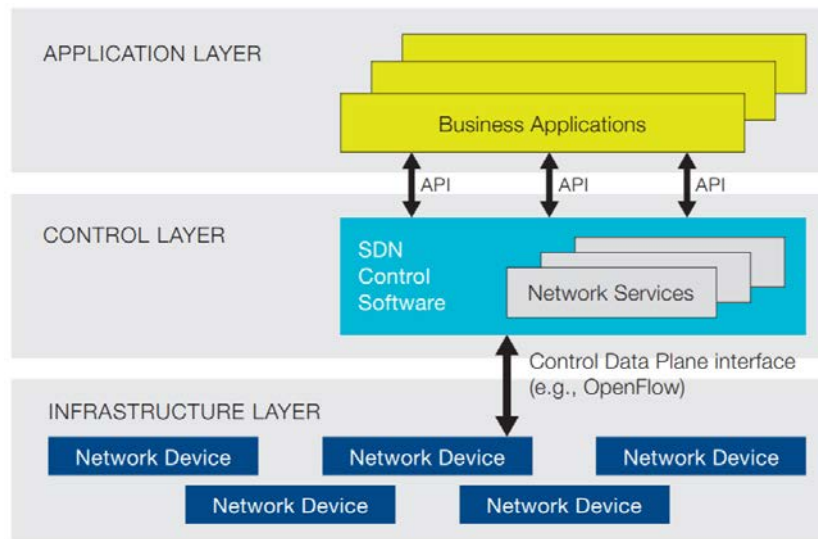 APPLICATION LAYER
Business Applications
API
API
API
CONTROL LAYER
SDN
Control
Software
Network Services
Control Data Plane interface
(e.g., OpenFlow)
INFRASTRUCTURE LAYER
Network Device
Network Device
Network Device
Network Device
Network Device